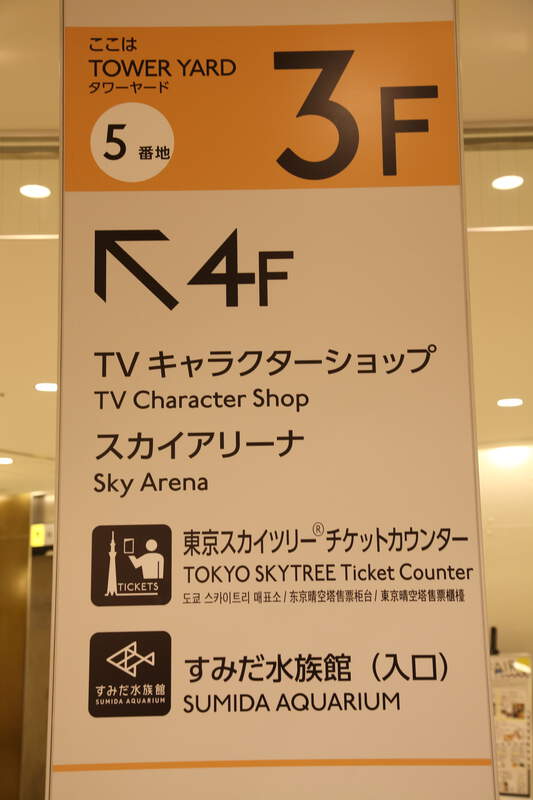 ここは
TOWER YARD
タワーヤード
5 番地
3F
4F
TV キャラクターショップ
TV Character Shop
スカイアリーナ
Sky Arena
TICKETS
東京スカイツリー®チケットカウンター
TOKYO SKYTREE Ticket Counter
도쿄 스카이트리 매표소 / 东京晴空塔售票柜台 / 東京晴空塔售票櫃檯
すみだ水族館
SUMIDA AQUARIUM
すみだ水族館 (入口)
SUMIDA AQUARIUM